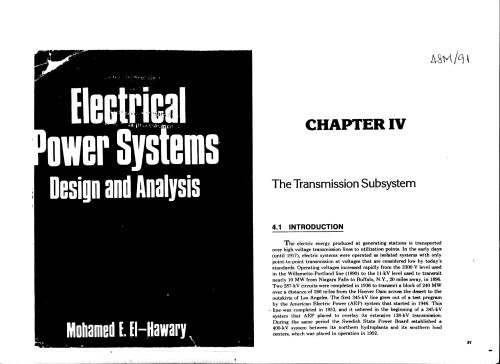 48M/91
Electrical
Power Systems
Design and Analysis
Mohamed E. El-Hawary
CHAPTER IV
The Transmission Subsystem
4.1 INTRODUCTION
The electric energy produced at generating stations is transported
over high-voltage transmission lines to utilization points. In the early days
(until 1917), electric systems were operated as isolated systems with only
point-to-point transmission at voltages that are considered low by today's
standards. Operating voltages increased rapidly from the 3300-V level used
in the Willamette-Portland line (1890) to the 11-kV level used to transmit
nearly 10 MW from Niagara Falls to Buffalo, N.Y., 20 miles away, in 1896.
Two 287-kV circuits were completed in 1936 to transmit a block of 240 MW
over a distance of 266 miles from the Hoover Dam across the desert to the
outskirts of Los Angeles. The first 345-kV line grew out of a test program
by the American Electric Power (AEP) system that started in 1946. This
line was completed in 1953, and it ushered in the beginning of a 345-kV
system that AEP placed to overlay its extensive 138-kV transmission.
During the same period the Swedish State Power Board established a
400-kV system between its northern hydroplants and its southern load
centers, which was placed in operation in 1952.